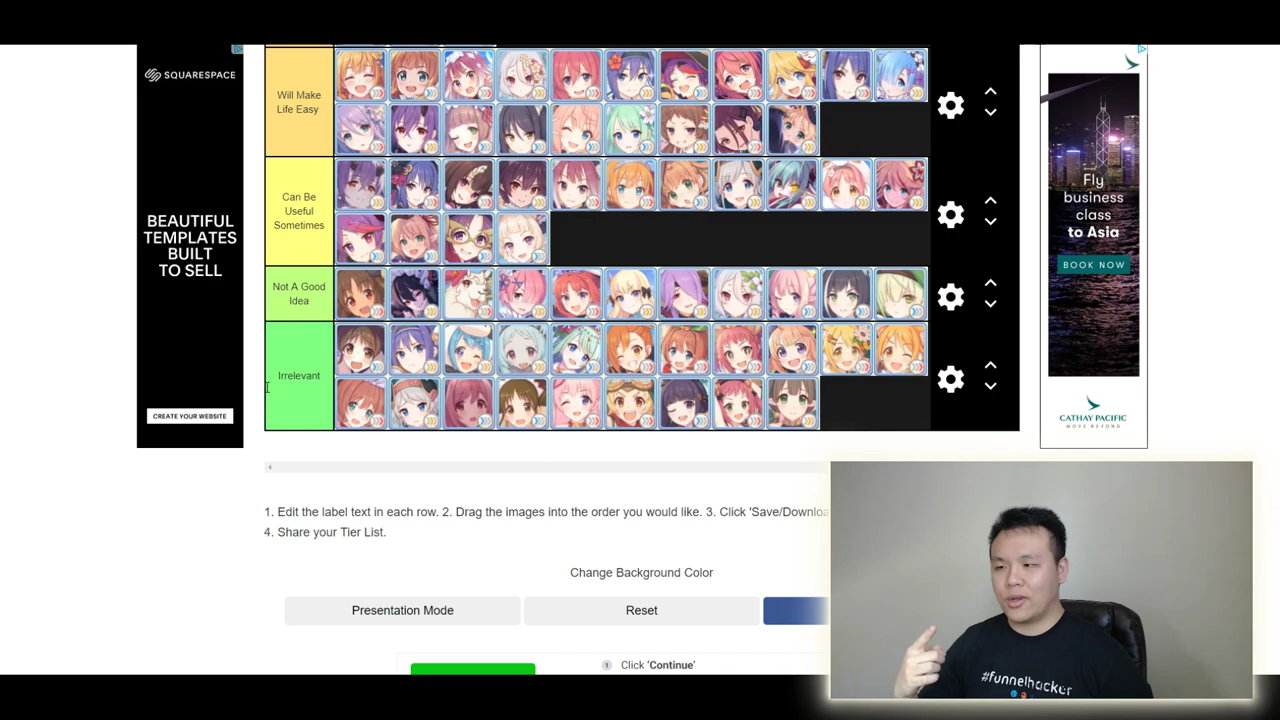 SQUARESPACE
BEAUTIFUL
TEMPLATES
BUILT
TO SELL
CREATE YOUR WEBSITE
Will Make
Life Easy
Can Be
Useful
Sometimes
Not A Good
Idea
Irrelevant
Fly
business
class
to Asia
BOOK NOW
CATHAY PACIFIC
MOVE BEYOND
1. Edit the label text in each row. 2. Drag the images into the order you would like. 3. Click 'Save/Downloa
4. Share your Tier List.
Change Background Color
Presentation Mode
Reset
1 Click 'Continue'
#funnelhacker